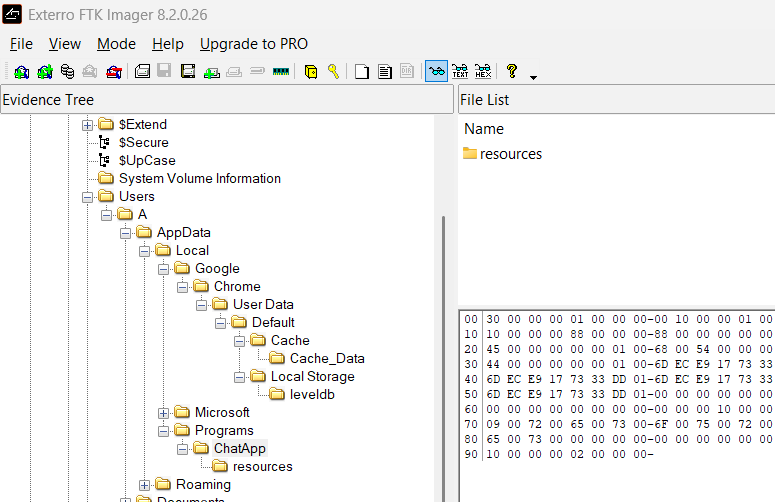 Exterro FTK Imager 8.2.0.26
File View Mode Help Upgrade to PRO
TEXT HEX
Evidence Tree
$Extend
$Secure
$UpCase
System Volume Information
Users
A
AppData
Local
Google
Chrome
User Data
Default
Cache
Cache_Data
Local Storage
leveldb
Microsoft
Programs
ChatApp
resources
Roaming
Documents
File List
Name
resources
00 30 00 00 00 01 00 00 00-00 10 00 00 01 00
10 10 00 00 00 88 00 00 00-88 00 00 00 00 00
20 45 00 00 00 00 00 01 00-68 00 54 00 00 00
30 44 00 00 00 00 00 01 00-6D EC E9 17 73 33
40 6D EC E9 17 73 33 DD 01-6D EC E9 17 73 33
50 6D EC E9 17 73 33 DD 01-00 00 00 00 00 00
60 00 00 00 00 00 00 00 00-00 00 00 10 00 00
70 09 00 72 00 65 00 73 00-6F 00 75 00 72 00
80 65 00 73 00 00 00 00 00-00 00 00 00 00 00
90 10 00 00 00 02 00 00 00-